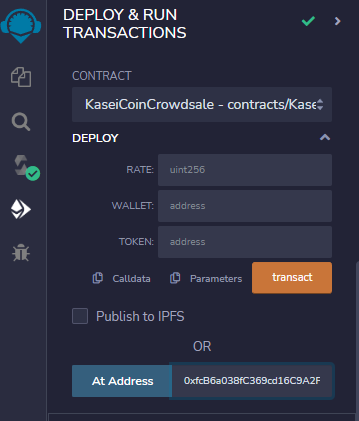 DEPLOY & RUN
TRANSACTIONS
CONTRACT
KaseiCoinCrowdsale - contracts/Kase
DEPLOY
RATE: uint256
WALLET: address
TOKEN: address
Calldata Parameters transact
Publish to IPFS
OR
At Address 0xfcB6a038fC369cd16C9A2F